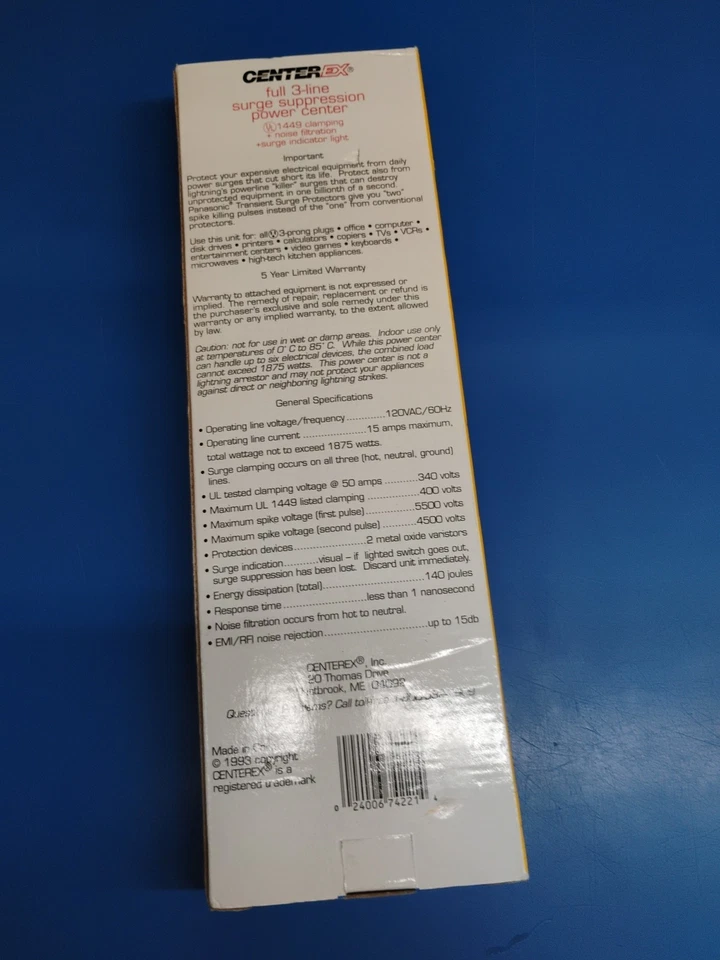 CENTEREX®
full 3-line
surge suppression
power center
UL 1449 clamping
+ noise filtration
+surge indicator light
Important
Protect your expensive electrical equipment from daily
power surges that cut short its life. Protect also from
lightning's powerline "killer" surges that can destroy
unprotected equipment in one billionth of a second.
Panasonic® Transient Surge Protectors give you "two"
spike killing pulses instead of the "one" from conventional
protectors.
Use this unit for: all 3-prong plugs • office • computer •
disk drives • printers • calculators • copiers • TVs • VCRs •
entertainment centers • video games • keyboards •
microwaves • high-tech kitchen appliances.
5 Year Limited Warranty
Warranty to attached equipment is not expressed or
implied. The remedy of repair, replacement or refund is
the purchaser's exclusive and sole remedy under this
warranty or any implied warranty, to the extent allowed
by law.
Caution: not for use in wet or damp areas. Indoor use only
at temperatures of 0° C to 85° C. While this power center
can handle up to six electrical devices, the combined load
cannot exceed 1875 watts. This power center is not a
lightning arrestor and may not protect your appliances
against direct or neighboring lightning strikes.
General Specifications
• Operating line voltage/frequency............120VAC/60Hz
• Operating line current ....................15 amps maximum,
total wattage not to exceed 1875 watts.
• Surge clamping occurs on all three (hot, neutral, ground)
lines.
• UL tested clamping voltage @ 50 amps ...........340 volts
• Maximum UL 1449 listed clamping .................400 volts
• Maximum spike voltage (first pulse)...............5500 volts
• Maximum spike voltage (second pulse) ...........4500 volts
• Protection devices.......................2 metal oxide varistors
• Surge indication...........visual – if lighted switch goes out,
surge suppression has been lost. Discard unit immediately.
• Energy dissipation (total)................................140 joules
• Response time ..........................less than 1 nanosecond
• Noise filtration occurs from hot to neutral.
• EMI/RFI noise rejection................................up to 15db
CENTEREX®, Inc.
20 Thomas Drive
ME 04092
Call
Made in
© 1993 copyright
CENTEREX® is a
registered trademark
0 24006 74221 4